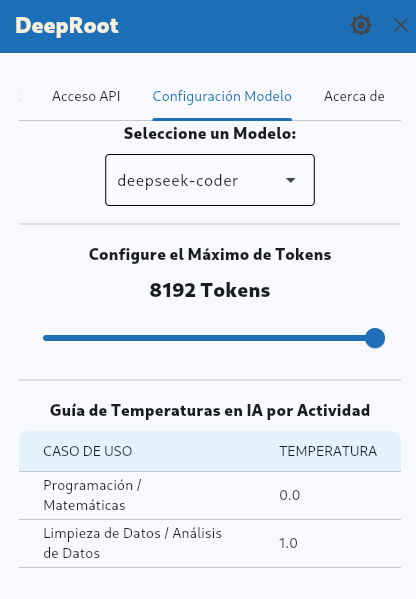 DeepRoot
Acceso API
Configuración Modelo
Acerca de
Seleccione un Modelo:
deepseek-coder
Configure el Máximo de Tokens
8192 Tokens
Guía de Temperaturas en IA por Actividad
CASO DE USO
TEMPERATURA
Programación /
Matemáticas
0.0
Limpieza de Datos / Análisis
de Datos
1.0